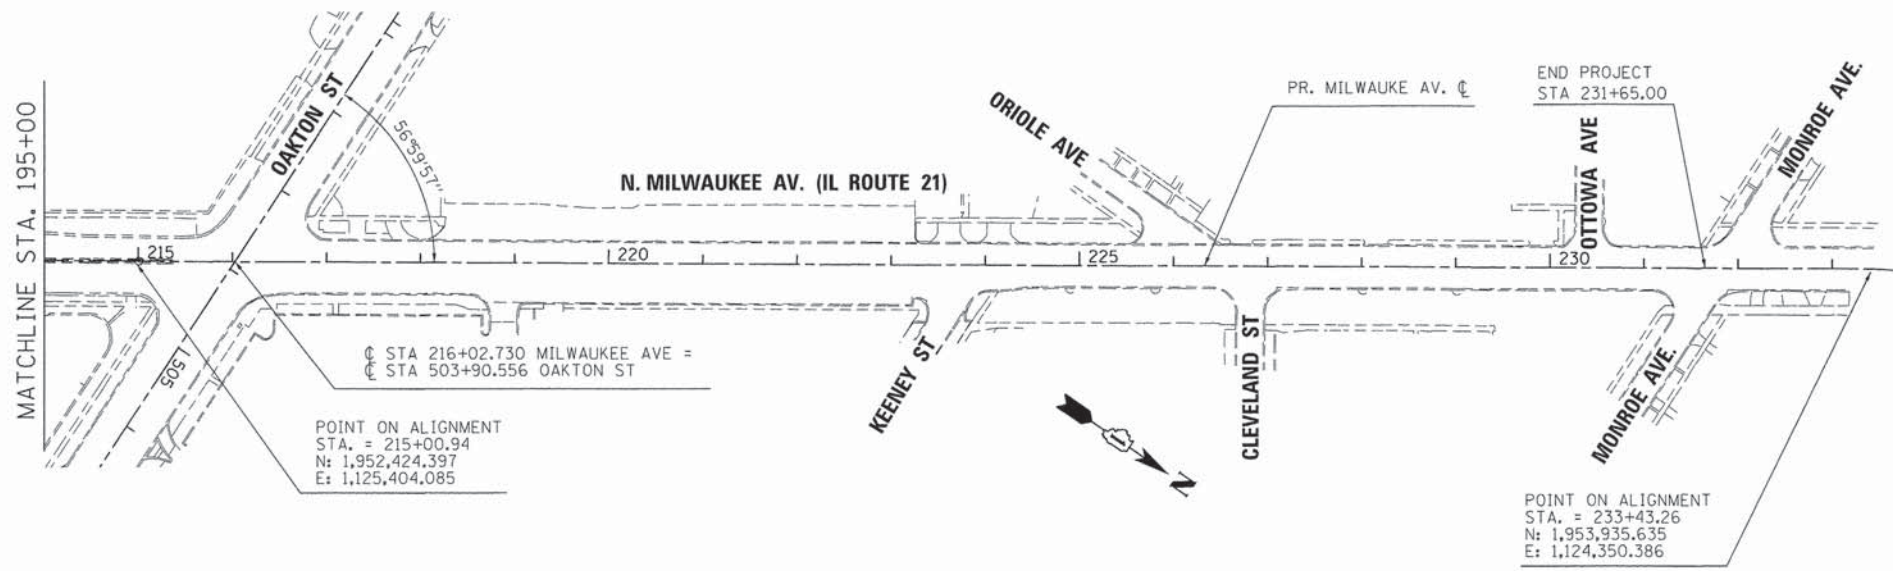 MATCHLINE STA. 195+00
OAKTON ST
56°59'57"
N. MILWAUKEE AV. (IL ROUTE 21)
ORIOLE AVE
PR. MILWAUKE AV. ℄
END PROJECT
STA 231+65.00
OTTOWA AVE
MONROE AVE.
215
220
225
230
505
℄ STA 216+02.730 MILWAUKEE AVE =
℄ STA 503+90.556 OAKTON ST
POINT ON ALIGNMENT
STA. = 215+00.94
N: 1,952,424.397
E: 1,125,404.085
KEENEY ST
CLEVELAND ST
MONROE AVE.
N
POINT ON ALIGNMENT
STA. = 233+43.26
N: 1,953,935.635
E: 1,124,350.386